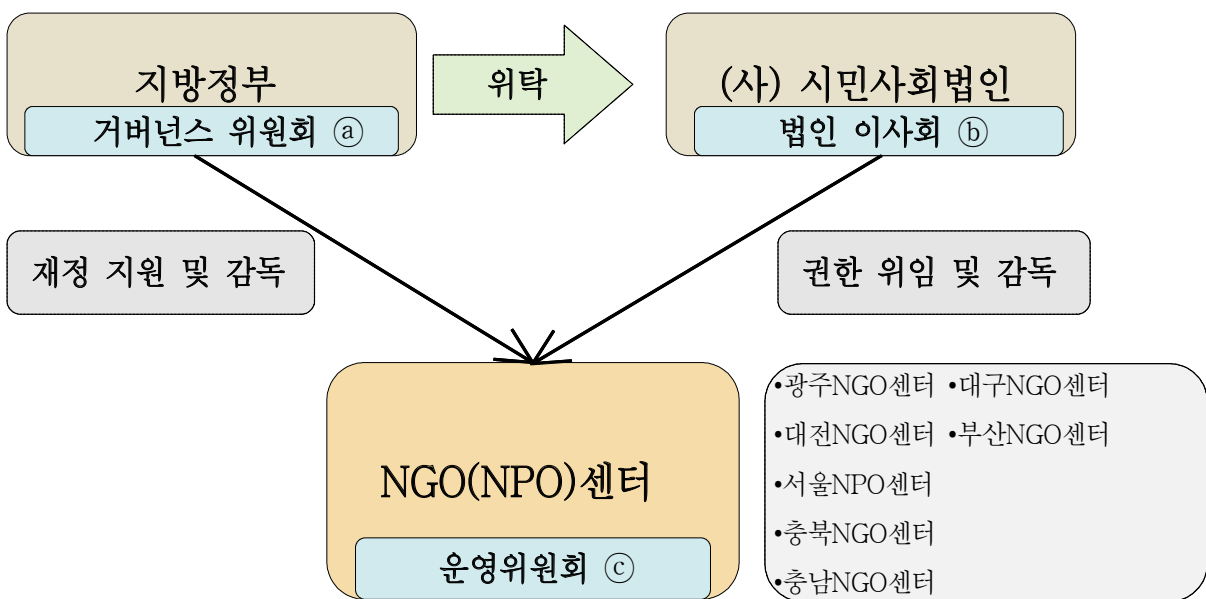 지방정부
거버넌스 위원회 ⓐ
위탁
(사) 시민사회법인
법인 이사회 ⓑ
재정 지원 및 감독
권한 위임 및 감독
NGO(NPO)센터
운영위원회 ⓒ
•광주NGO센터 •대구NGO센터
•대전NGO센터 •부산NGO센터
•서울NPO센터
•충북NGO센터
•충남NGO센터